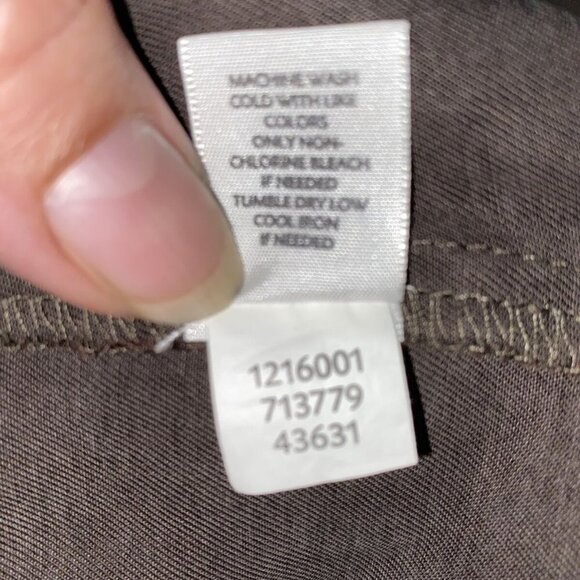 MACHINE WASH
COLD WITH LIKE
COLORS
ONLY NON-
CHLORINE BLEACH
IF NEEDED
TUMBLE DRY LOW
COOL IRON
IF NEEDED
1216001
713779
43631